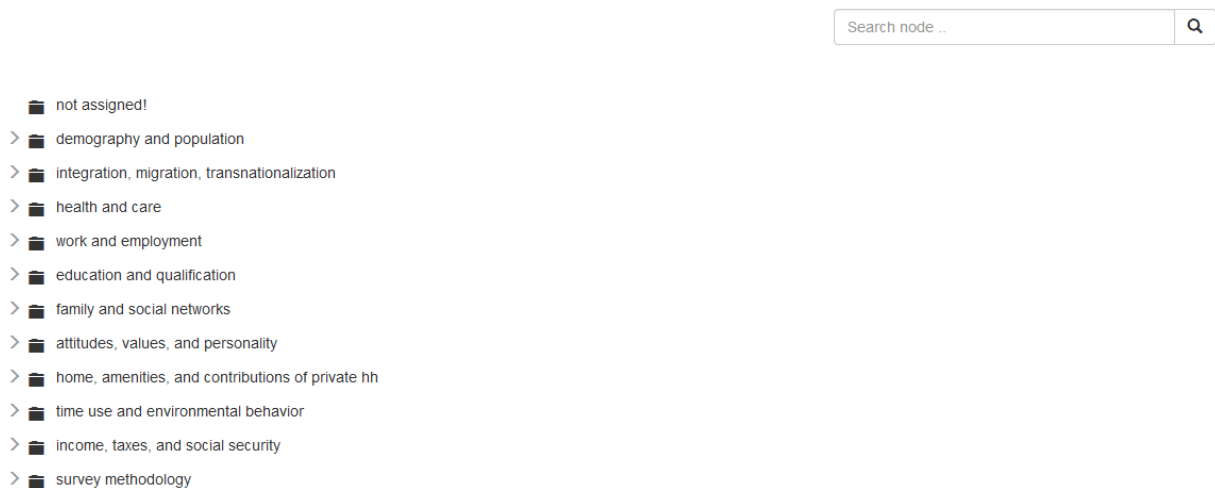 Search node ..
not assigned!
demography and population
integration, migration, transnationalization
health and care
work and employment
education and qualification
family and social networks
attitudes, values, and personality
home, amenities, and contributions of private hh
time use and environmental behavior
income, taxes, and social security
survey methodology